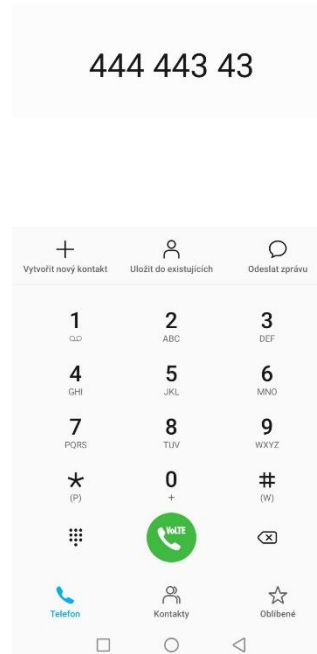 444 443 43
Vytvořit nový kontakt Uložit do existujících Odeslat zprávu
1 2 3
ABC DEF
4 5 6
GHI JKL MNO
7 8 9
PQRS TUV WXYZ
* 0 #
(P) + (W)
VoLTE
Telefon Kontakty Oblíbené